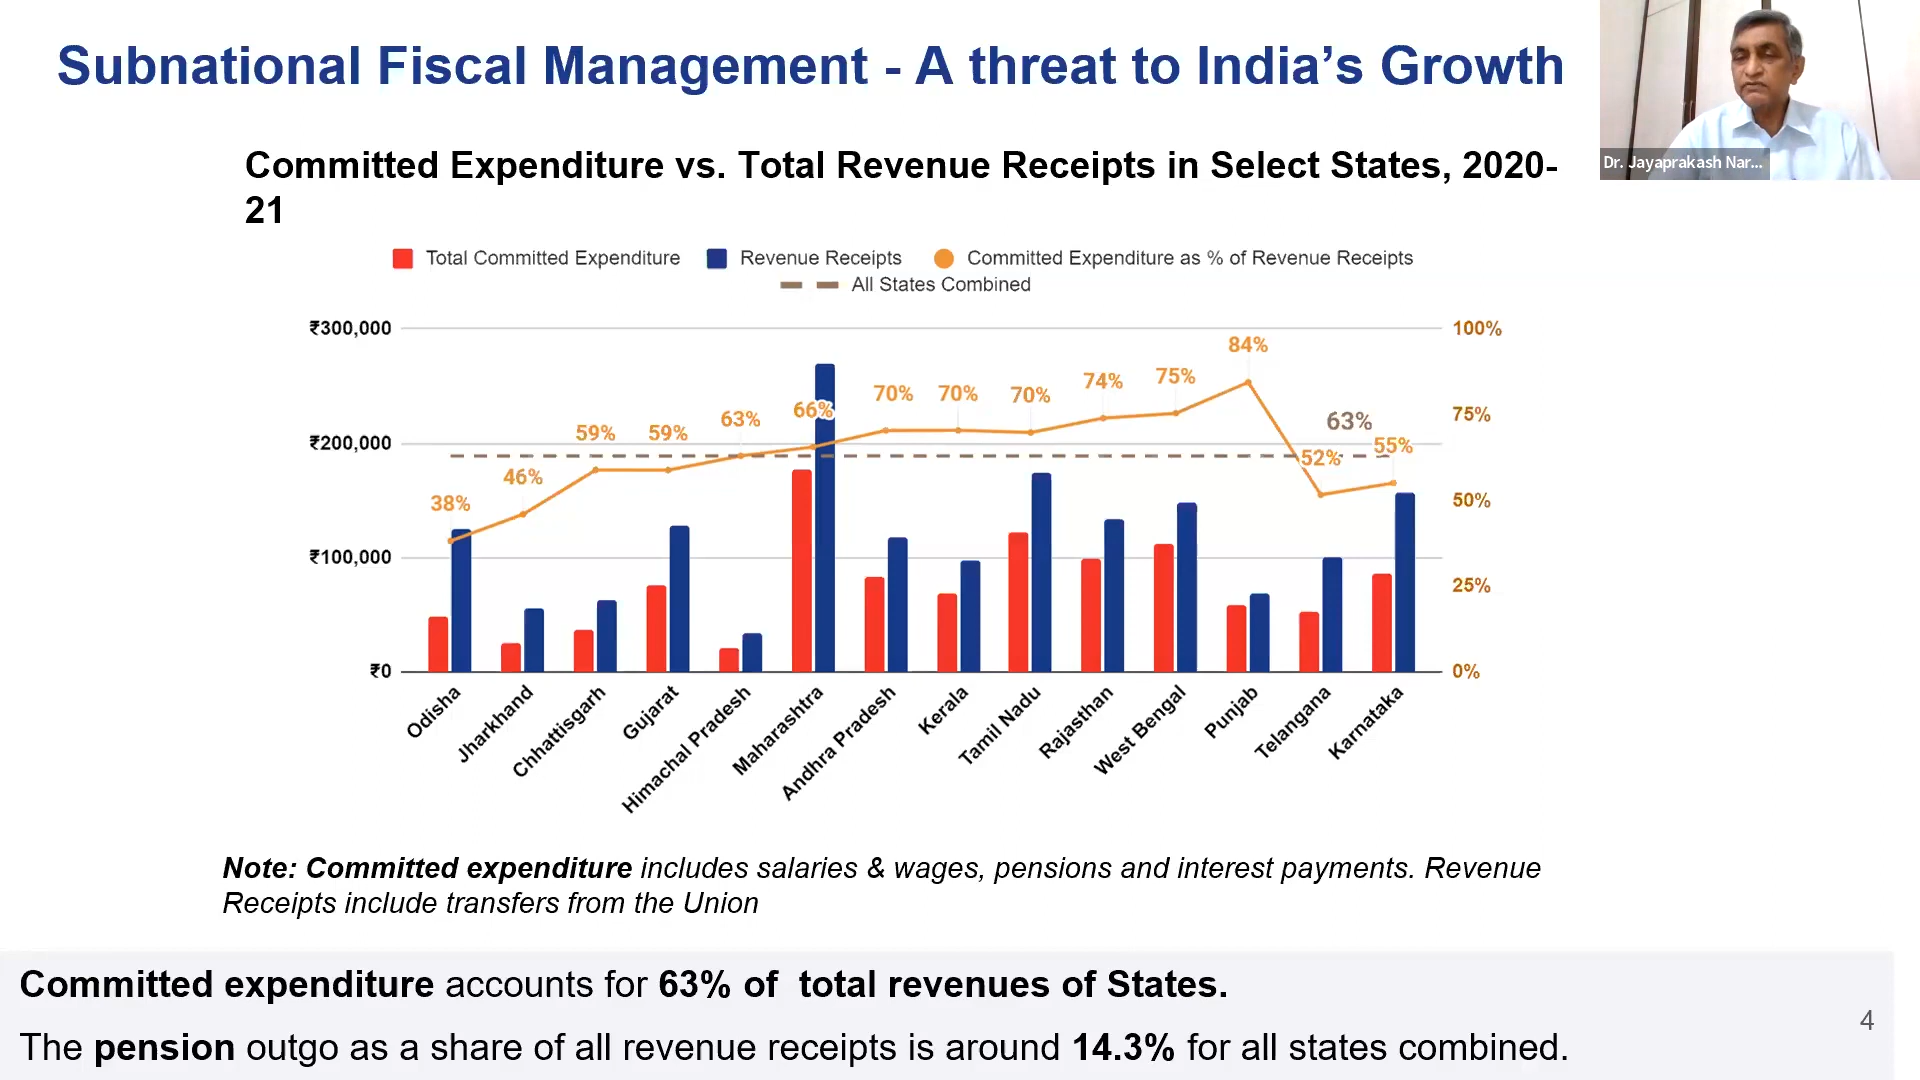 Subnational Fiscal Management - A threat to India’s Growth
Dr. Jayaprakash Nar...
Committed Expenditure vs. Total Revenue Receipts in Select States, 2020-
21
Total Committed Expenditure
Revenue Receipts
Committed Expenditure as % of Revenue Receipts
All States Combined
₹300,000
₹200,000
₹100,000
₹0
100%
75%
50%
25%
0%
38%
46%
59%
59%
63%
66%
70%
70%
70%
74%
75%
84%
52%
55%
63%
Odisha
Jharkhand
Chhattisgarh
Gujarat
Himachal Pradesh
Maharashtra
Andhra Pradesh
Kerala
Tamil Nadu
Rajasthan
West Bengal
Punjab
Telangana
Karnataka
Note: Committed expenditure includes salaries & wages, pensions and interest payments. Revenue
Receipts include transfers from the Union
Committed expenditure accounts for 63% of total revenues of States.
The pension outgo as a share of all revenue receipts is around 14.3% for all states combined.
4